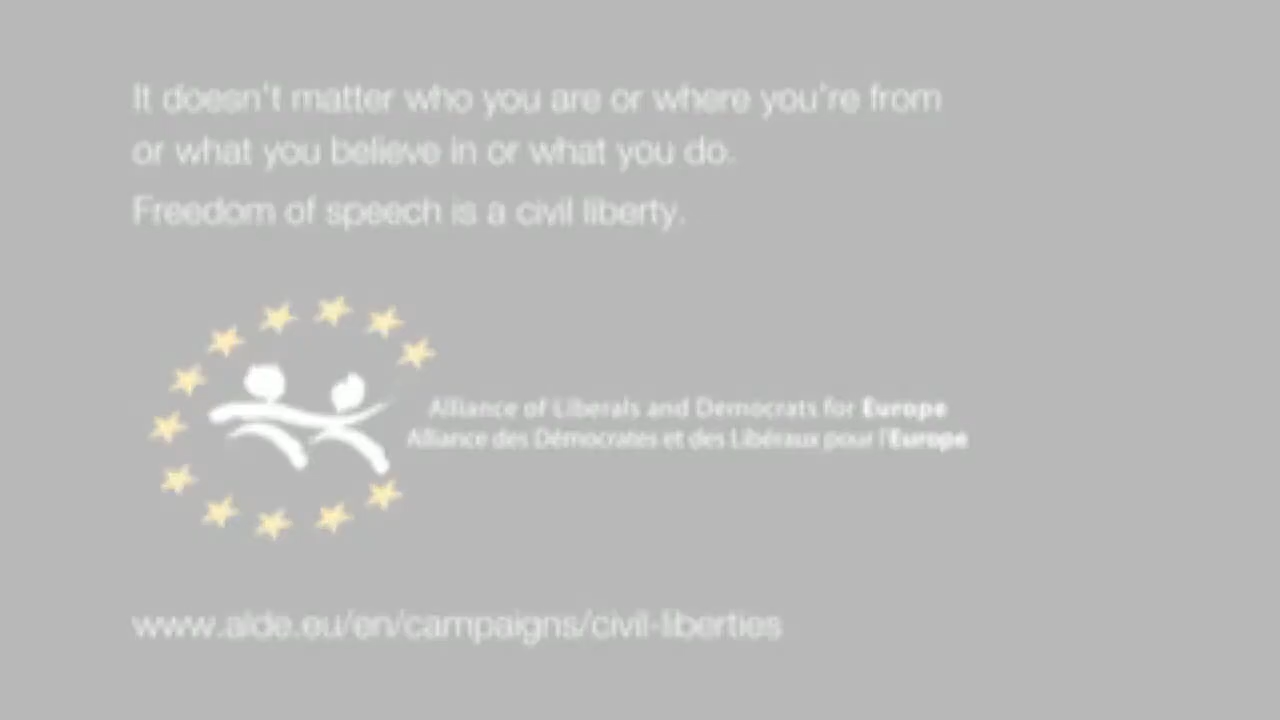 It doesn't matter who you are or where you're from
or what you believe in or what you do.
Freedom of speech is a civil liberty.
Alliance of Liberals and Democrats for Europe
Alliance des Démocrates et des Libéraux pour l'Europe
www.alde.eu/en/campaigns/civil-liberties